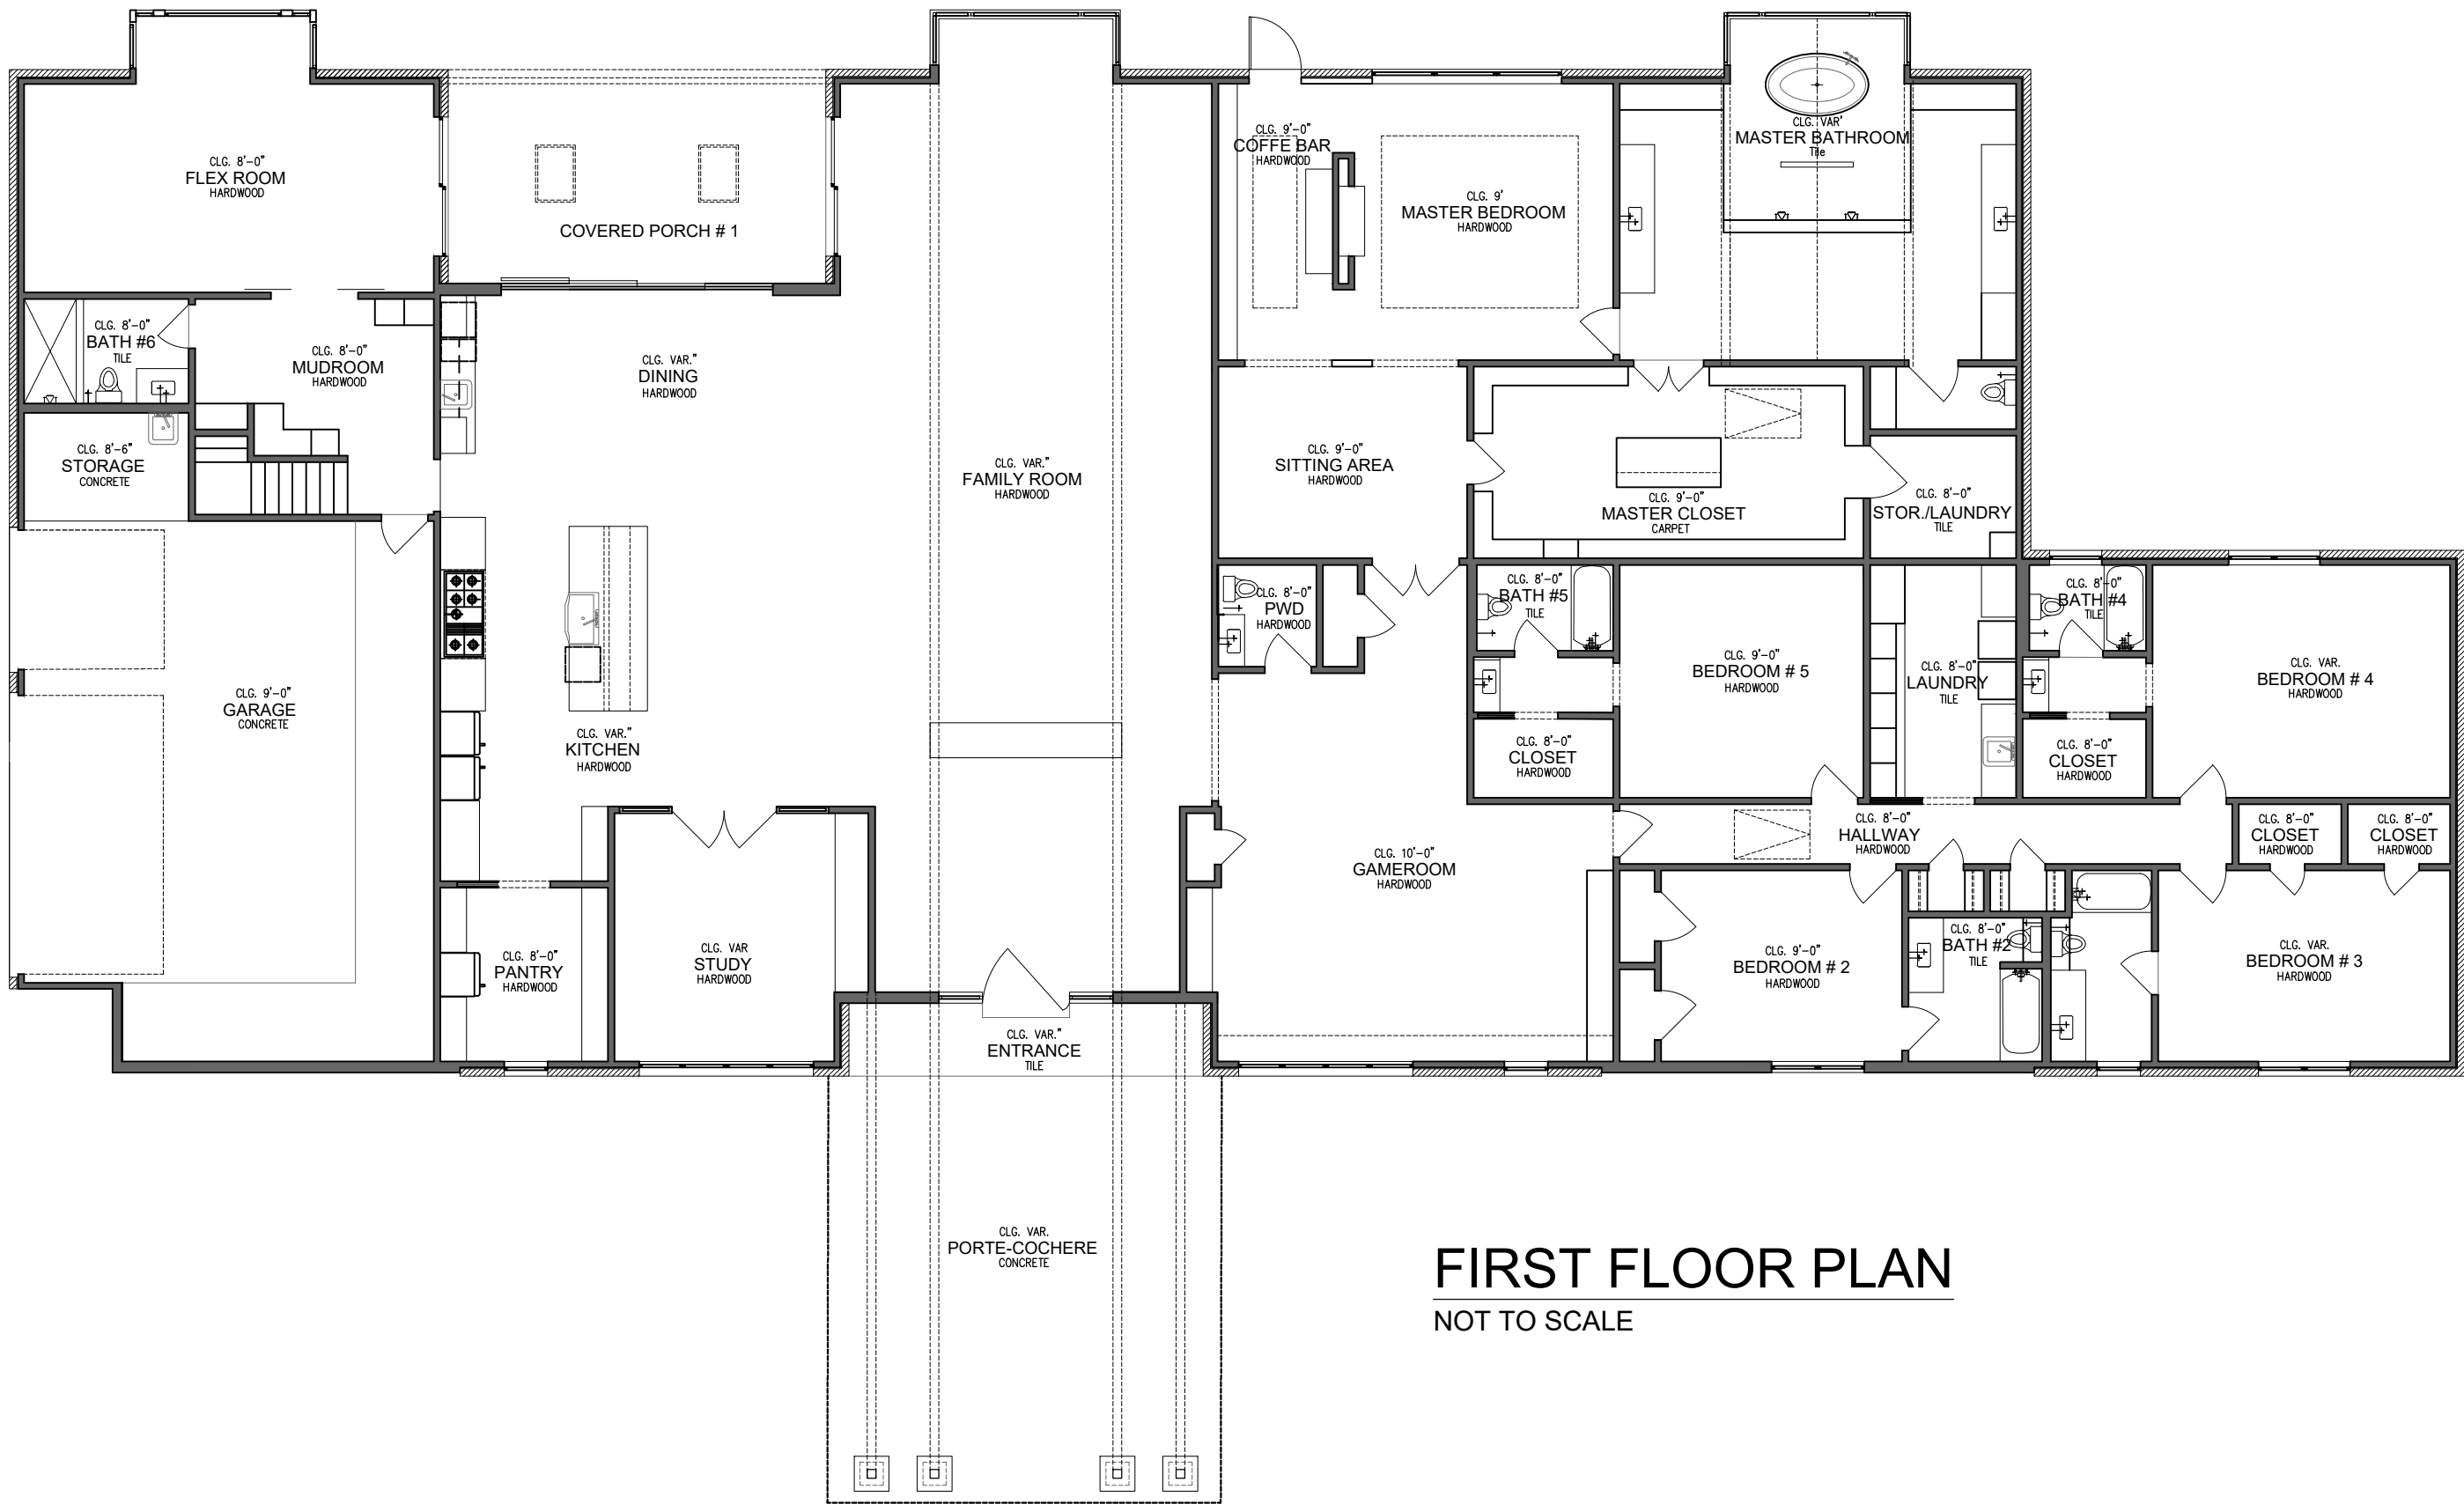 CLG. 8'-0"
FLEX ROOM
HARDWOOD
COVERED PORCH # 1
CLG. 9'-0"
COFFE BAR
HARDWOOD
CLG. 9'
MASTER BEDROOM
HARDWOOD
CLG. VAR'
MASTER BATHROOM
Tile
CLG. 8'-0"
BATH #6
TILE
CLG. 8'-0"
MUDROOM
HARDWOOD
CLG. VAR."
DINING
HARDWOOD
CLG. 8'-6"
STORAGE
CONCRETE
CLG. VAR."
FAMILY ROOM
HARDWOOD
CLG. 9'-0"
SITTING AREA
HARDWOOD
CLG. 9'-0"
MASTER CLOSET
CARPET
CLG. 8'-0"
STOR./LAUNDRY
TILE
CLG. 8'-0"
PWD
HARDWOOD
CLG. 8'-0"
BATH #5
TILE
CLG. 9'-0"
BEDROOM # 5
HARDWOOD
CLG. 8'-0"
LAUNDRY
TILE
CLG. 8'-0"
BATH #4
TILE
CLG. VAR.
BEDROOM # 4
HARDWOOD
CLG. 9'-0"
GARAGE
CONCRETE
CLG. VAR."
KITCHEN
HARDWOOD
CLG. 8'-0"
CLOSET
HARDWOOD
CLG. 8'-0"
CLOSET
HARDWOOD
CLG. 8'-0"
HALLWAY
HARDWOOD
CLG. 8'-0"
CLOSET
HARDWOOD
CLG. 8'-0"
CLOSET
HARDWOOD
CLG. 10'-0"
GAMEROOM
HARDWOOD
CLG. 8'-0"
PANTRY
HARDWOOD
CLG. VAR
STUDY
HARDWOOD
CLG. 9'-0"
BEDROOM # 2
HARDWOOD
CLG. 8'-0"
BATH #2
TILE
CLG. VAR.
BEDROOM # 3
HARDWOOD
CLG. VAR."
ENTRANCE
TILE
CLG. VAR.
PORTE-COCHERE
CONCRETE
FIRST FLOOR PLAN
NOT TO SCALE